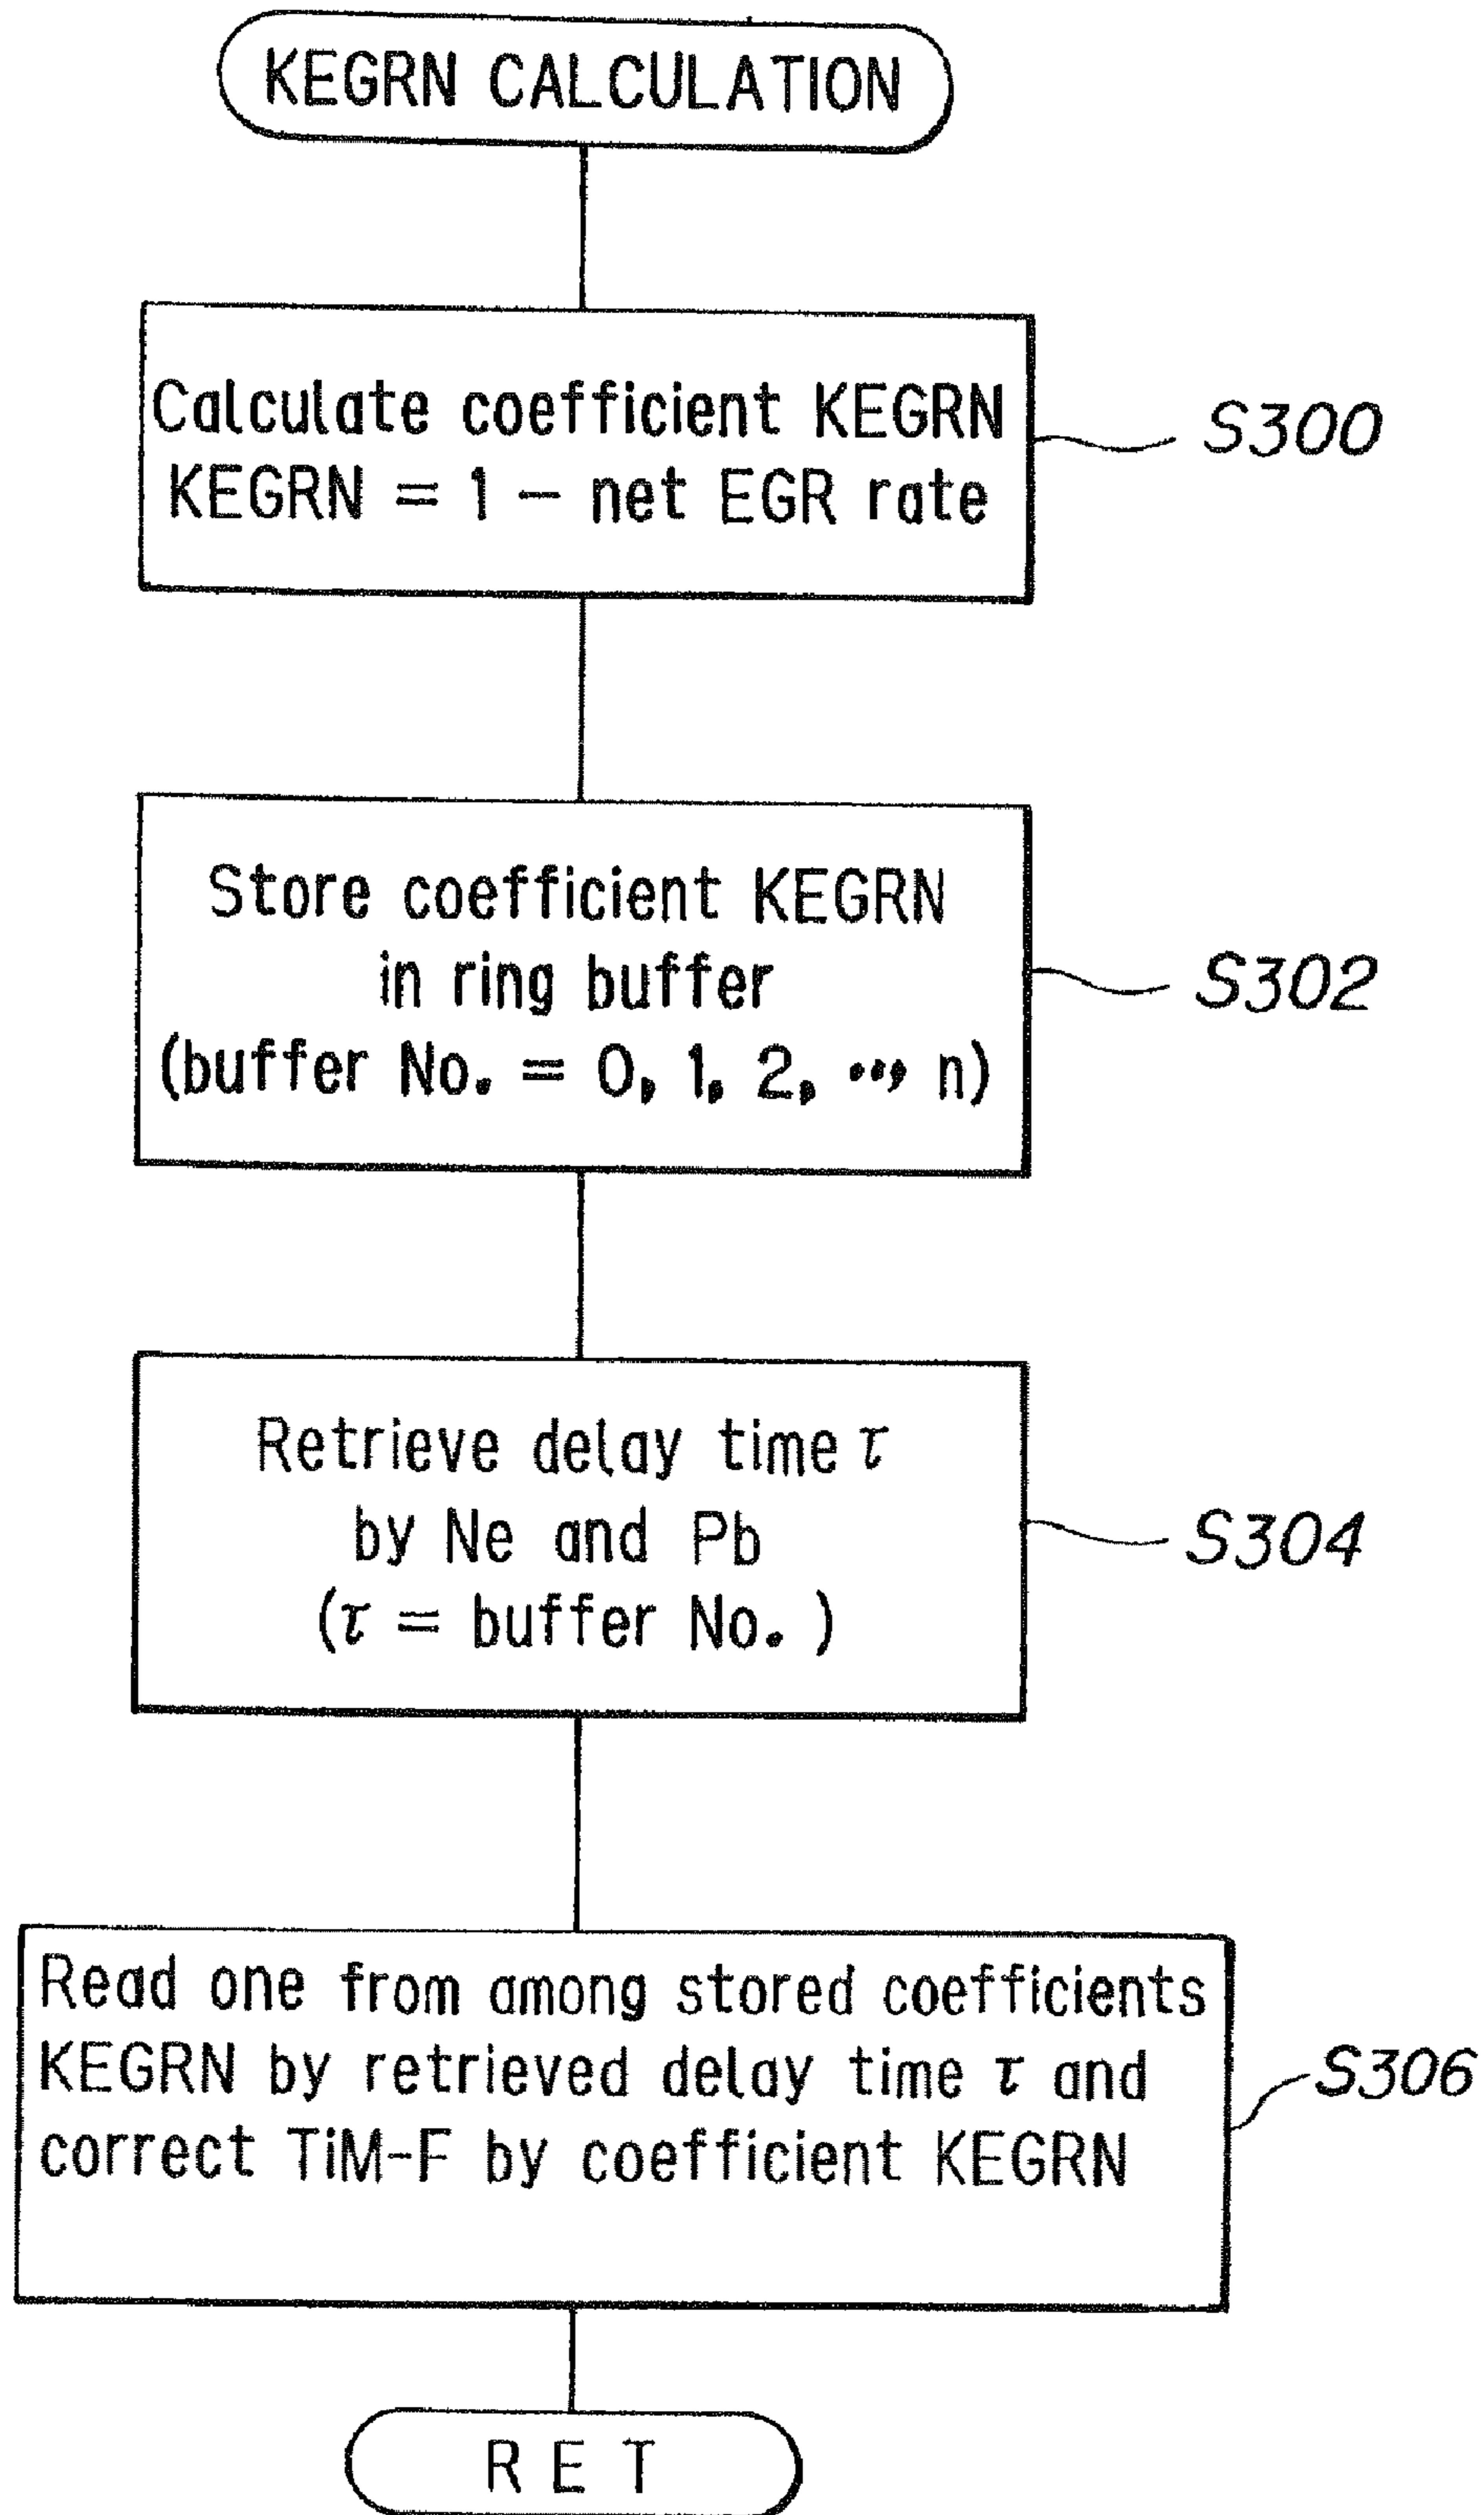 KEGRN CALCULATION
Calculate coefficient KEGRN
KEGRN = 1 – net EGR rate
S300
Store coefficient KEGRN
in ring buffer
(buffer No. = 0, 1, 2, ..., n)
S302
Retrieve delay time τ
by Ne and Pb
(τ = buffer No. )
S304
Read one from among stored coefficients
KEGRN by retrieved delay time τ and
correct TiM-F by coefficient KEGRN
S306
R E T